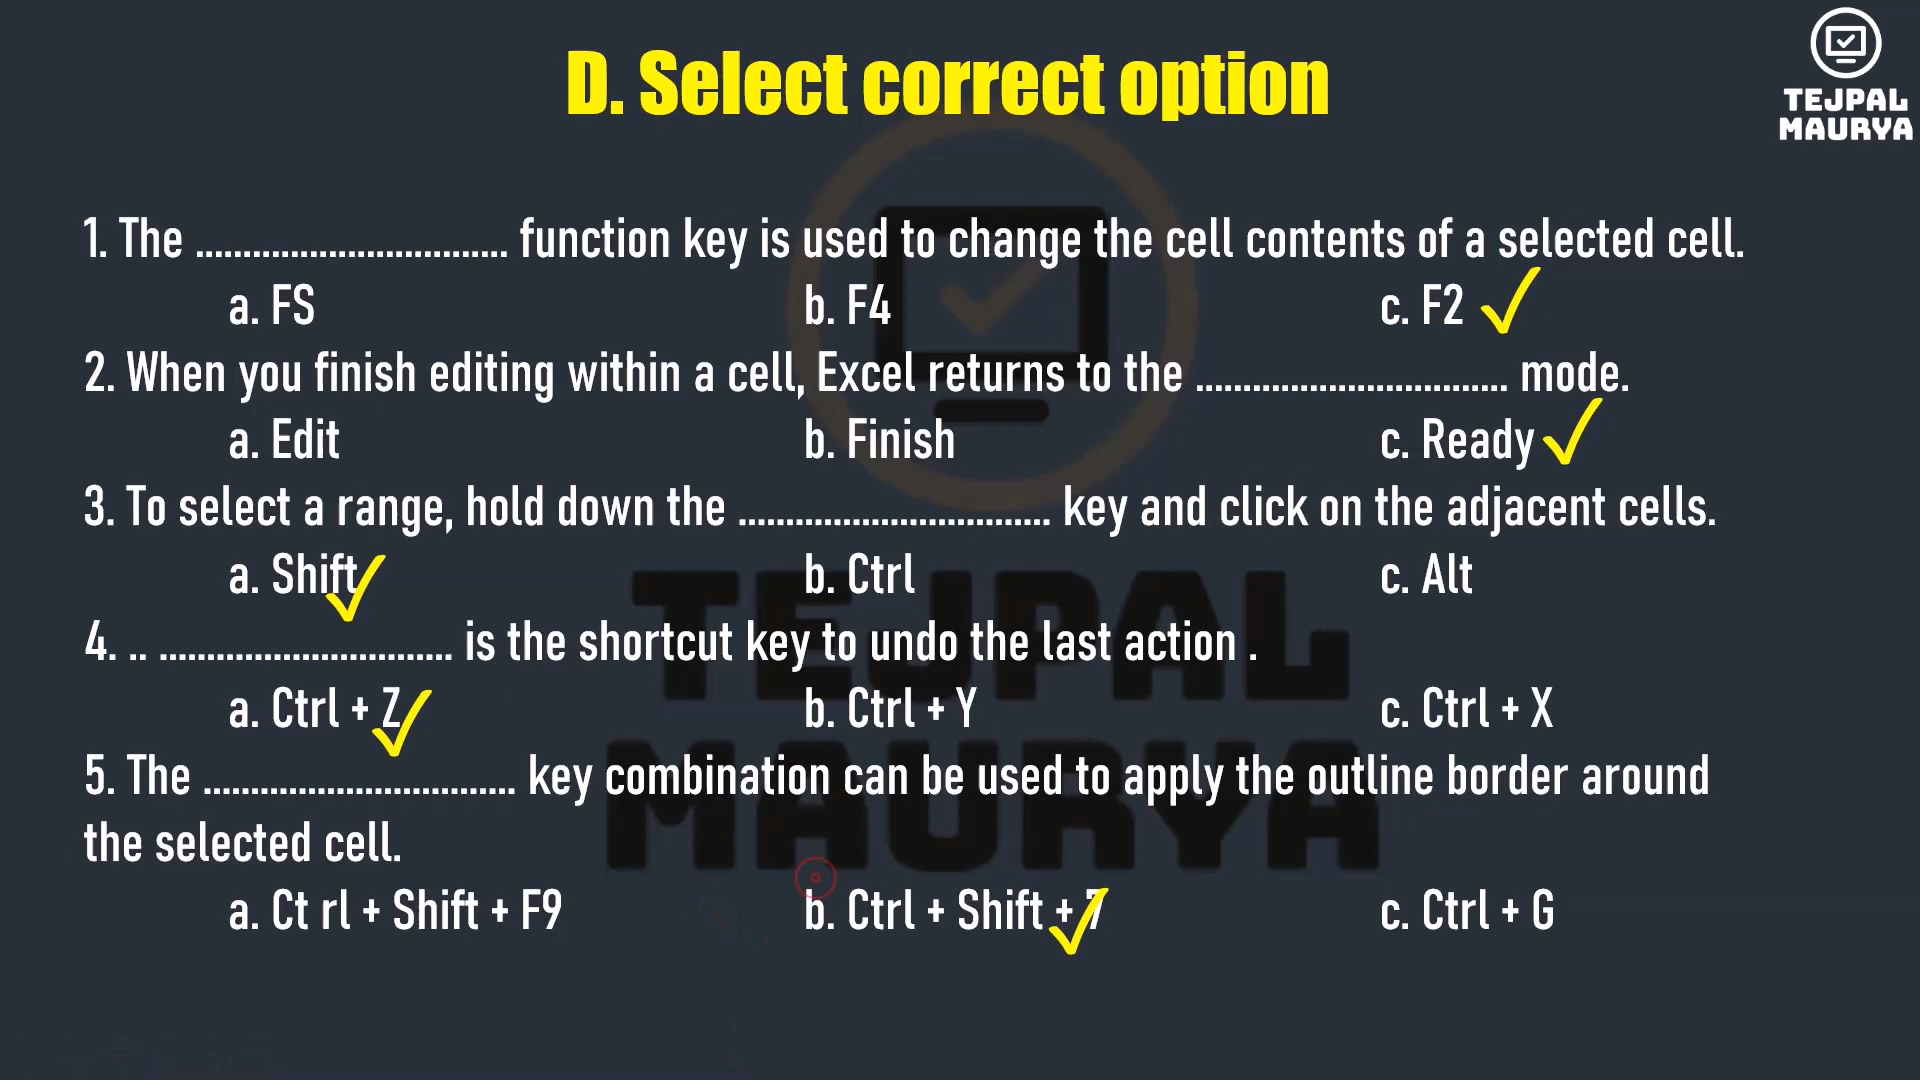 D. Select correct option
TEJPAL
MAURYA
1. The ................................. function key is used to change the cell contents of a selected cell.
a. FS b. F4 c. F2
2. When you finish editing within a cell, Excel returns to the ................................. mode.
a. Edit b. Finish c. Ready
3. To select a range, hold down the ................................. key and click on the adjacent cells.
a. Shift b. Ctrl c. Alt
4. .. ............................... is the shortcut key to undo the last action .
a. Ctrl + Z b. Ctrl + Y c. Ctrl + X
5. The ................................. key combination can be used to apply the outline border around
the selected cell.
a. Ct rl + Shift + F9 b. Ctrl + Shift + 7 c. Ctrl + G
TEJPAL
MAURYA